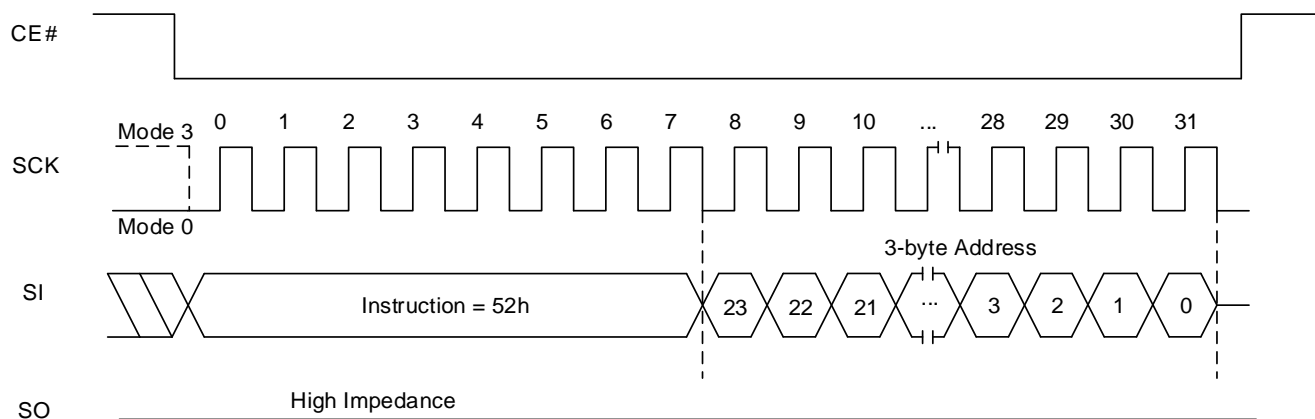 CE#
SCK
Mode 3
0 1 2 3 4 5 6 7 8 9 10 ... 28 29 30 31
Mode 0
3-byte Address
SI
Instruction = 52h
23 22 21 ... 3 2 1 0
SO
High Impedance